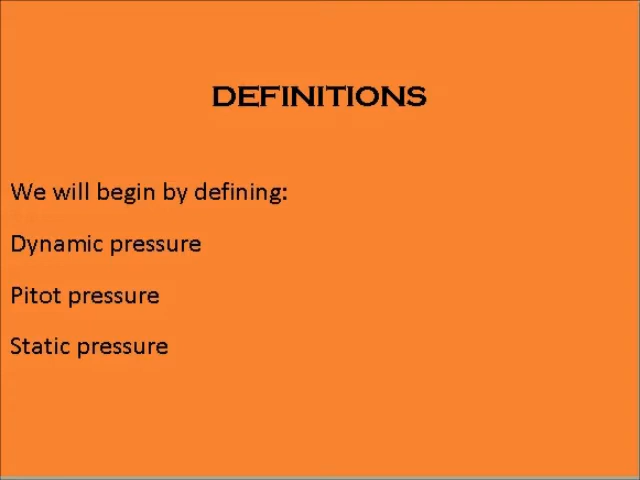 DEFINITIONS
We will begin by defining:
Dynamic pressure
Pitot pressure
Static pressure